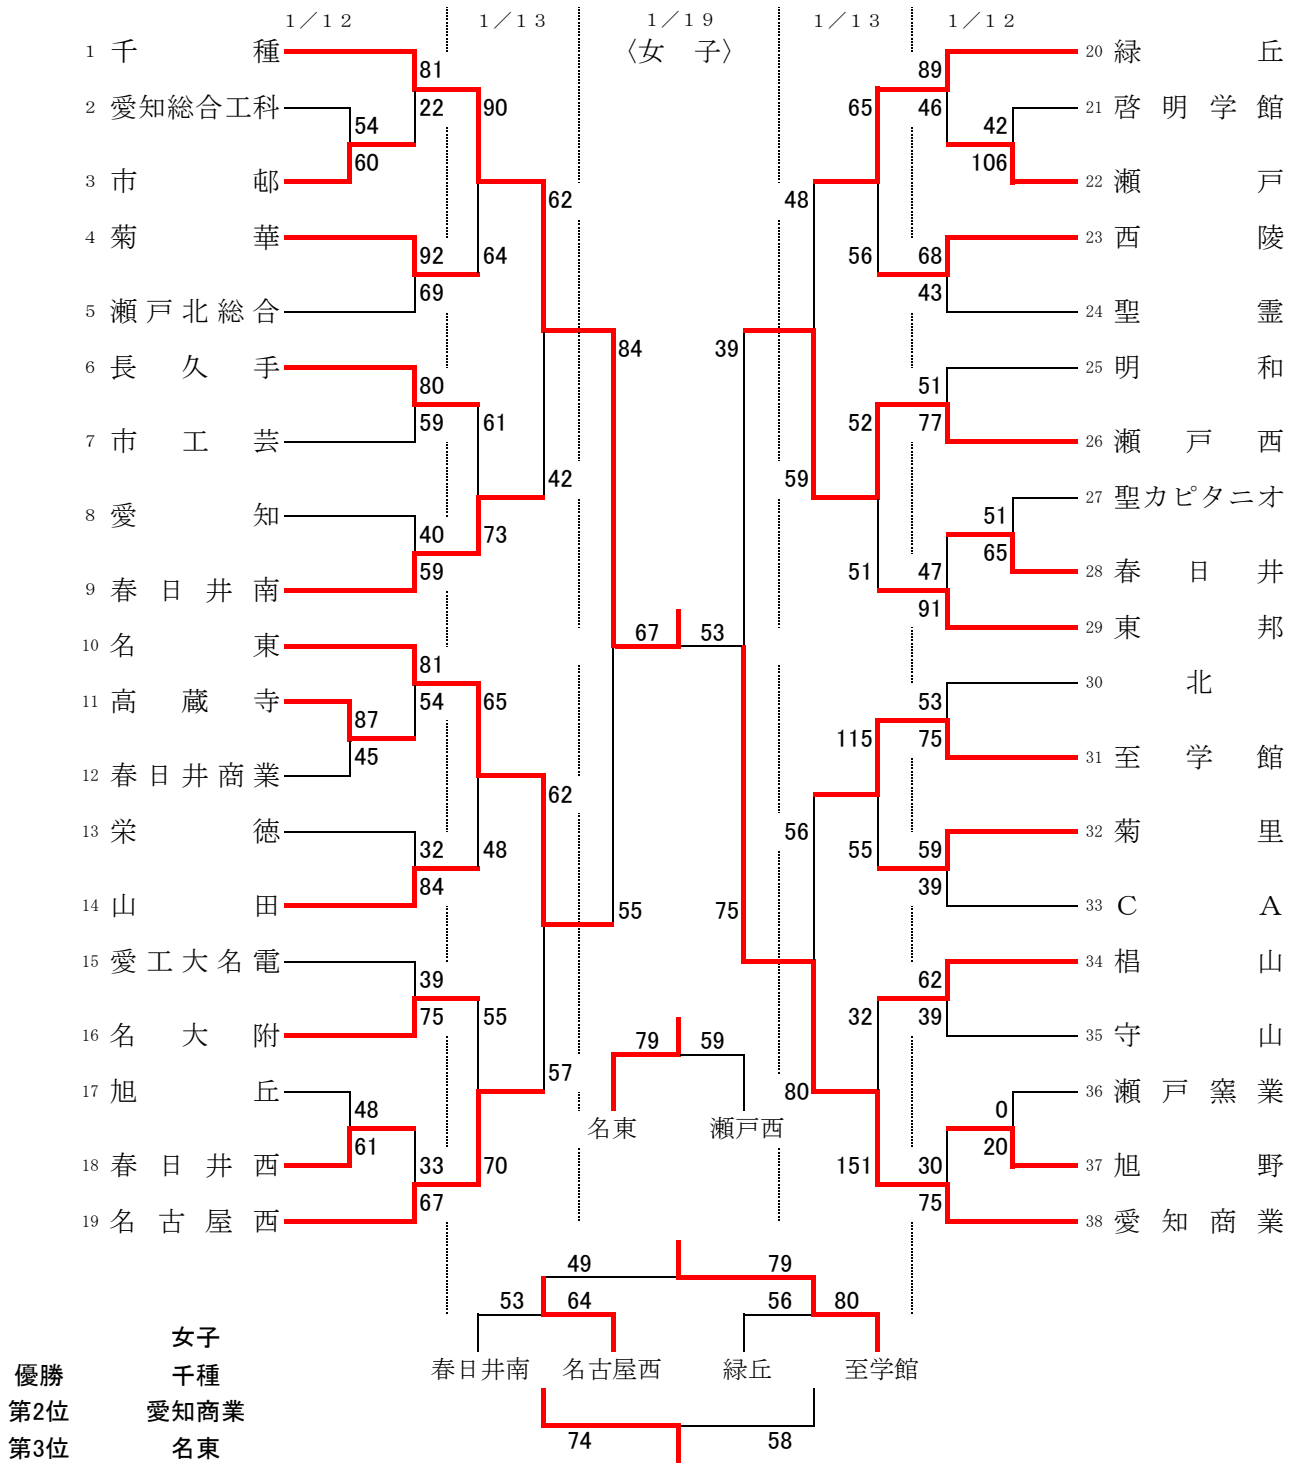 1／12 1／13 1／19 1／13 1／12
〈女 子〉
1 千種
2 愛知総合工科
3 市邨
4 菊華
5 瀬戸北総合
6 長久手
7 市工芸
8 愛知
9 春日井南
10 名東
11 高蔵寺
12 春日井商業
13 栄徳
14 山田
15 愛工大名電
16 名大附
17 旭丘
18 春日井西
19 名古屋西
81
22
54
60
92
69
80
59
40
59
81
54
87
45
32
84
39
75
48
61
33
67
90
64
61
73
65
48
55
70
62
42
62
57
84
55
67 53
39
75
48
59
56
80
65
56
52
51
115
55
32
151
89
46
42
106
68
43
51
77
51
65
47
91
53
75
59
39
62
39
0
20
30
75
20 緑丘
21 啓明学館
22 瀬戸
23 西陵
24 聖霊
25 明和
26 瀬戸西
27 聖カピタニオ
28 春日井
29 東邦
30 北
31 至学館
32 菊里
33 CA
34 椙山
35 守山
36 瀬戸窯業
37 旭野
38 愛知商業
79 59
名東 瀬戸西
49 79
53 64 56 80
春日井南 名古屋西 緑丘 至学館
74 58
女子
優勝 千種
第2位 愛知商業
第3位 名東